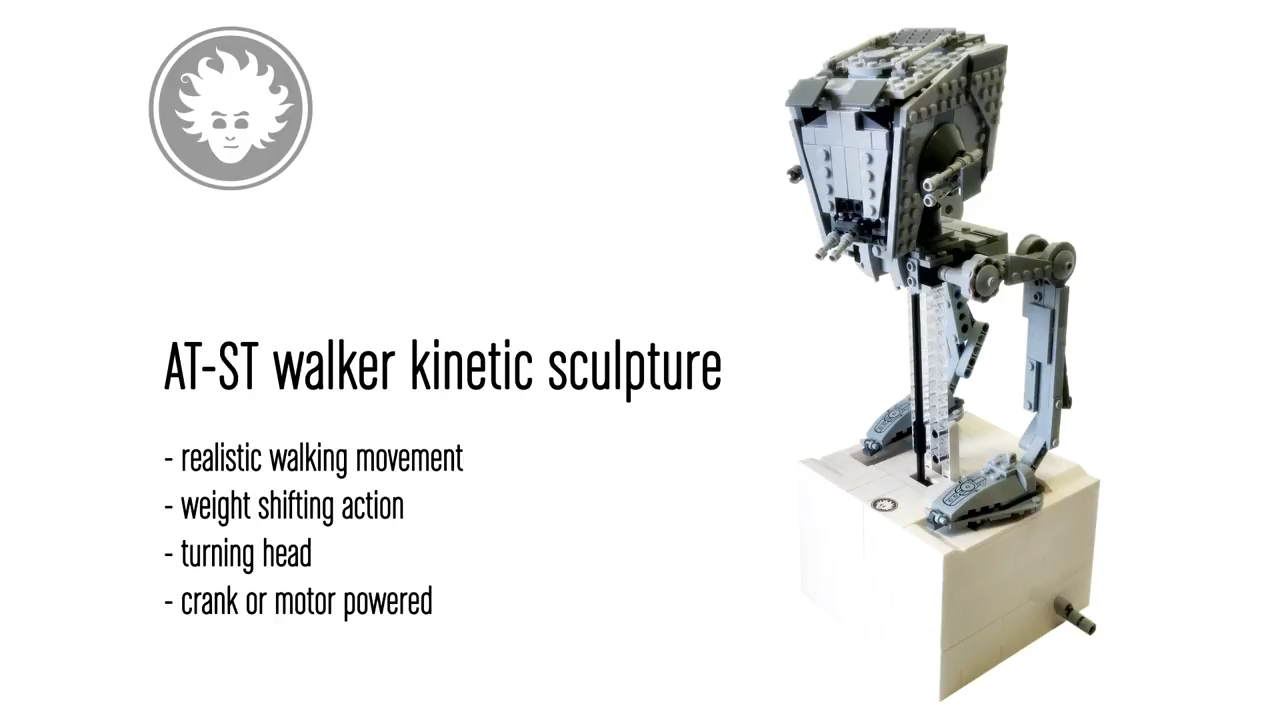 AT-ST walker kinetic sculpture
- realistic walking movement
- weight shifting action
- turning head
- crank or motor powered